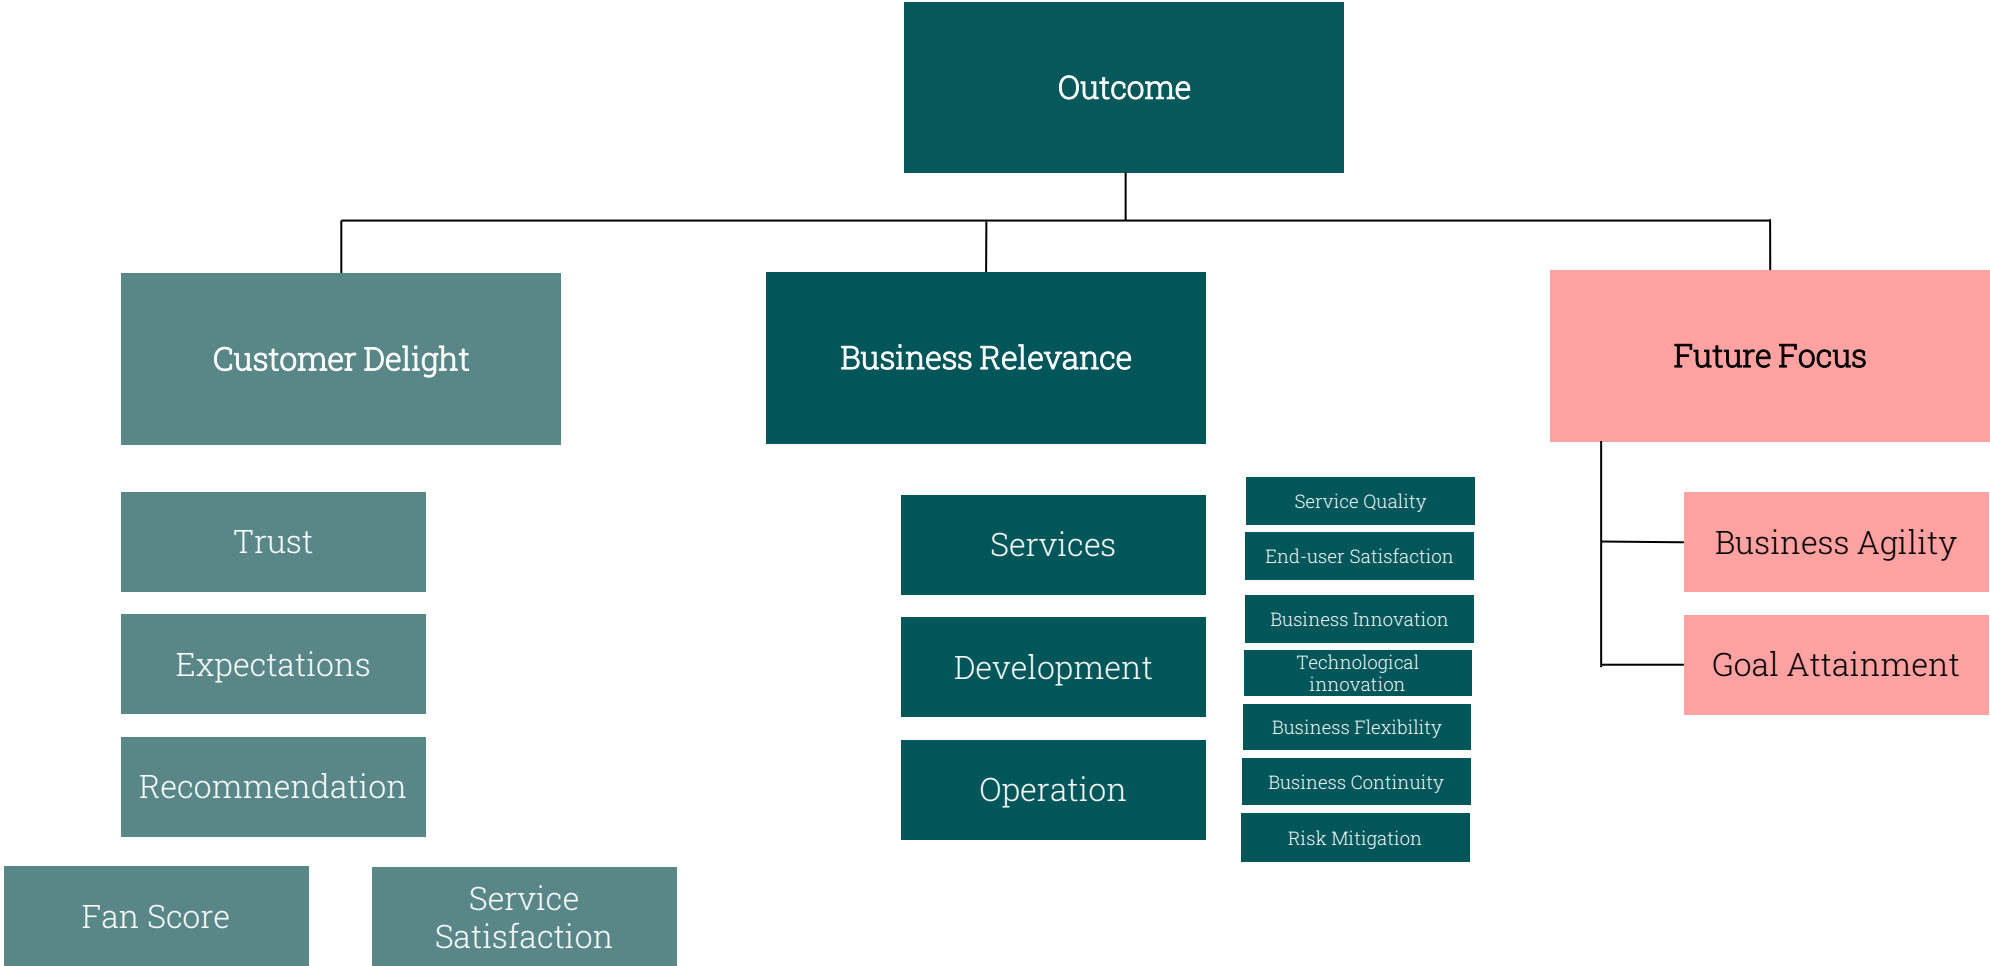 Outcome
Customer Delight
Business Relevance
Future Focus
Trust
Expectations
Recommendation
Fan Score
Service
Satisfaction
Services
Development
Operation
Service Quality
End-user Satisfaction
Business Innovation
Technological
innovation
Business Flexibility
Business Continuity
Risk Mitigation
Business Agility
Goal Attainment